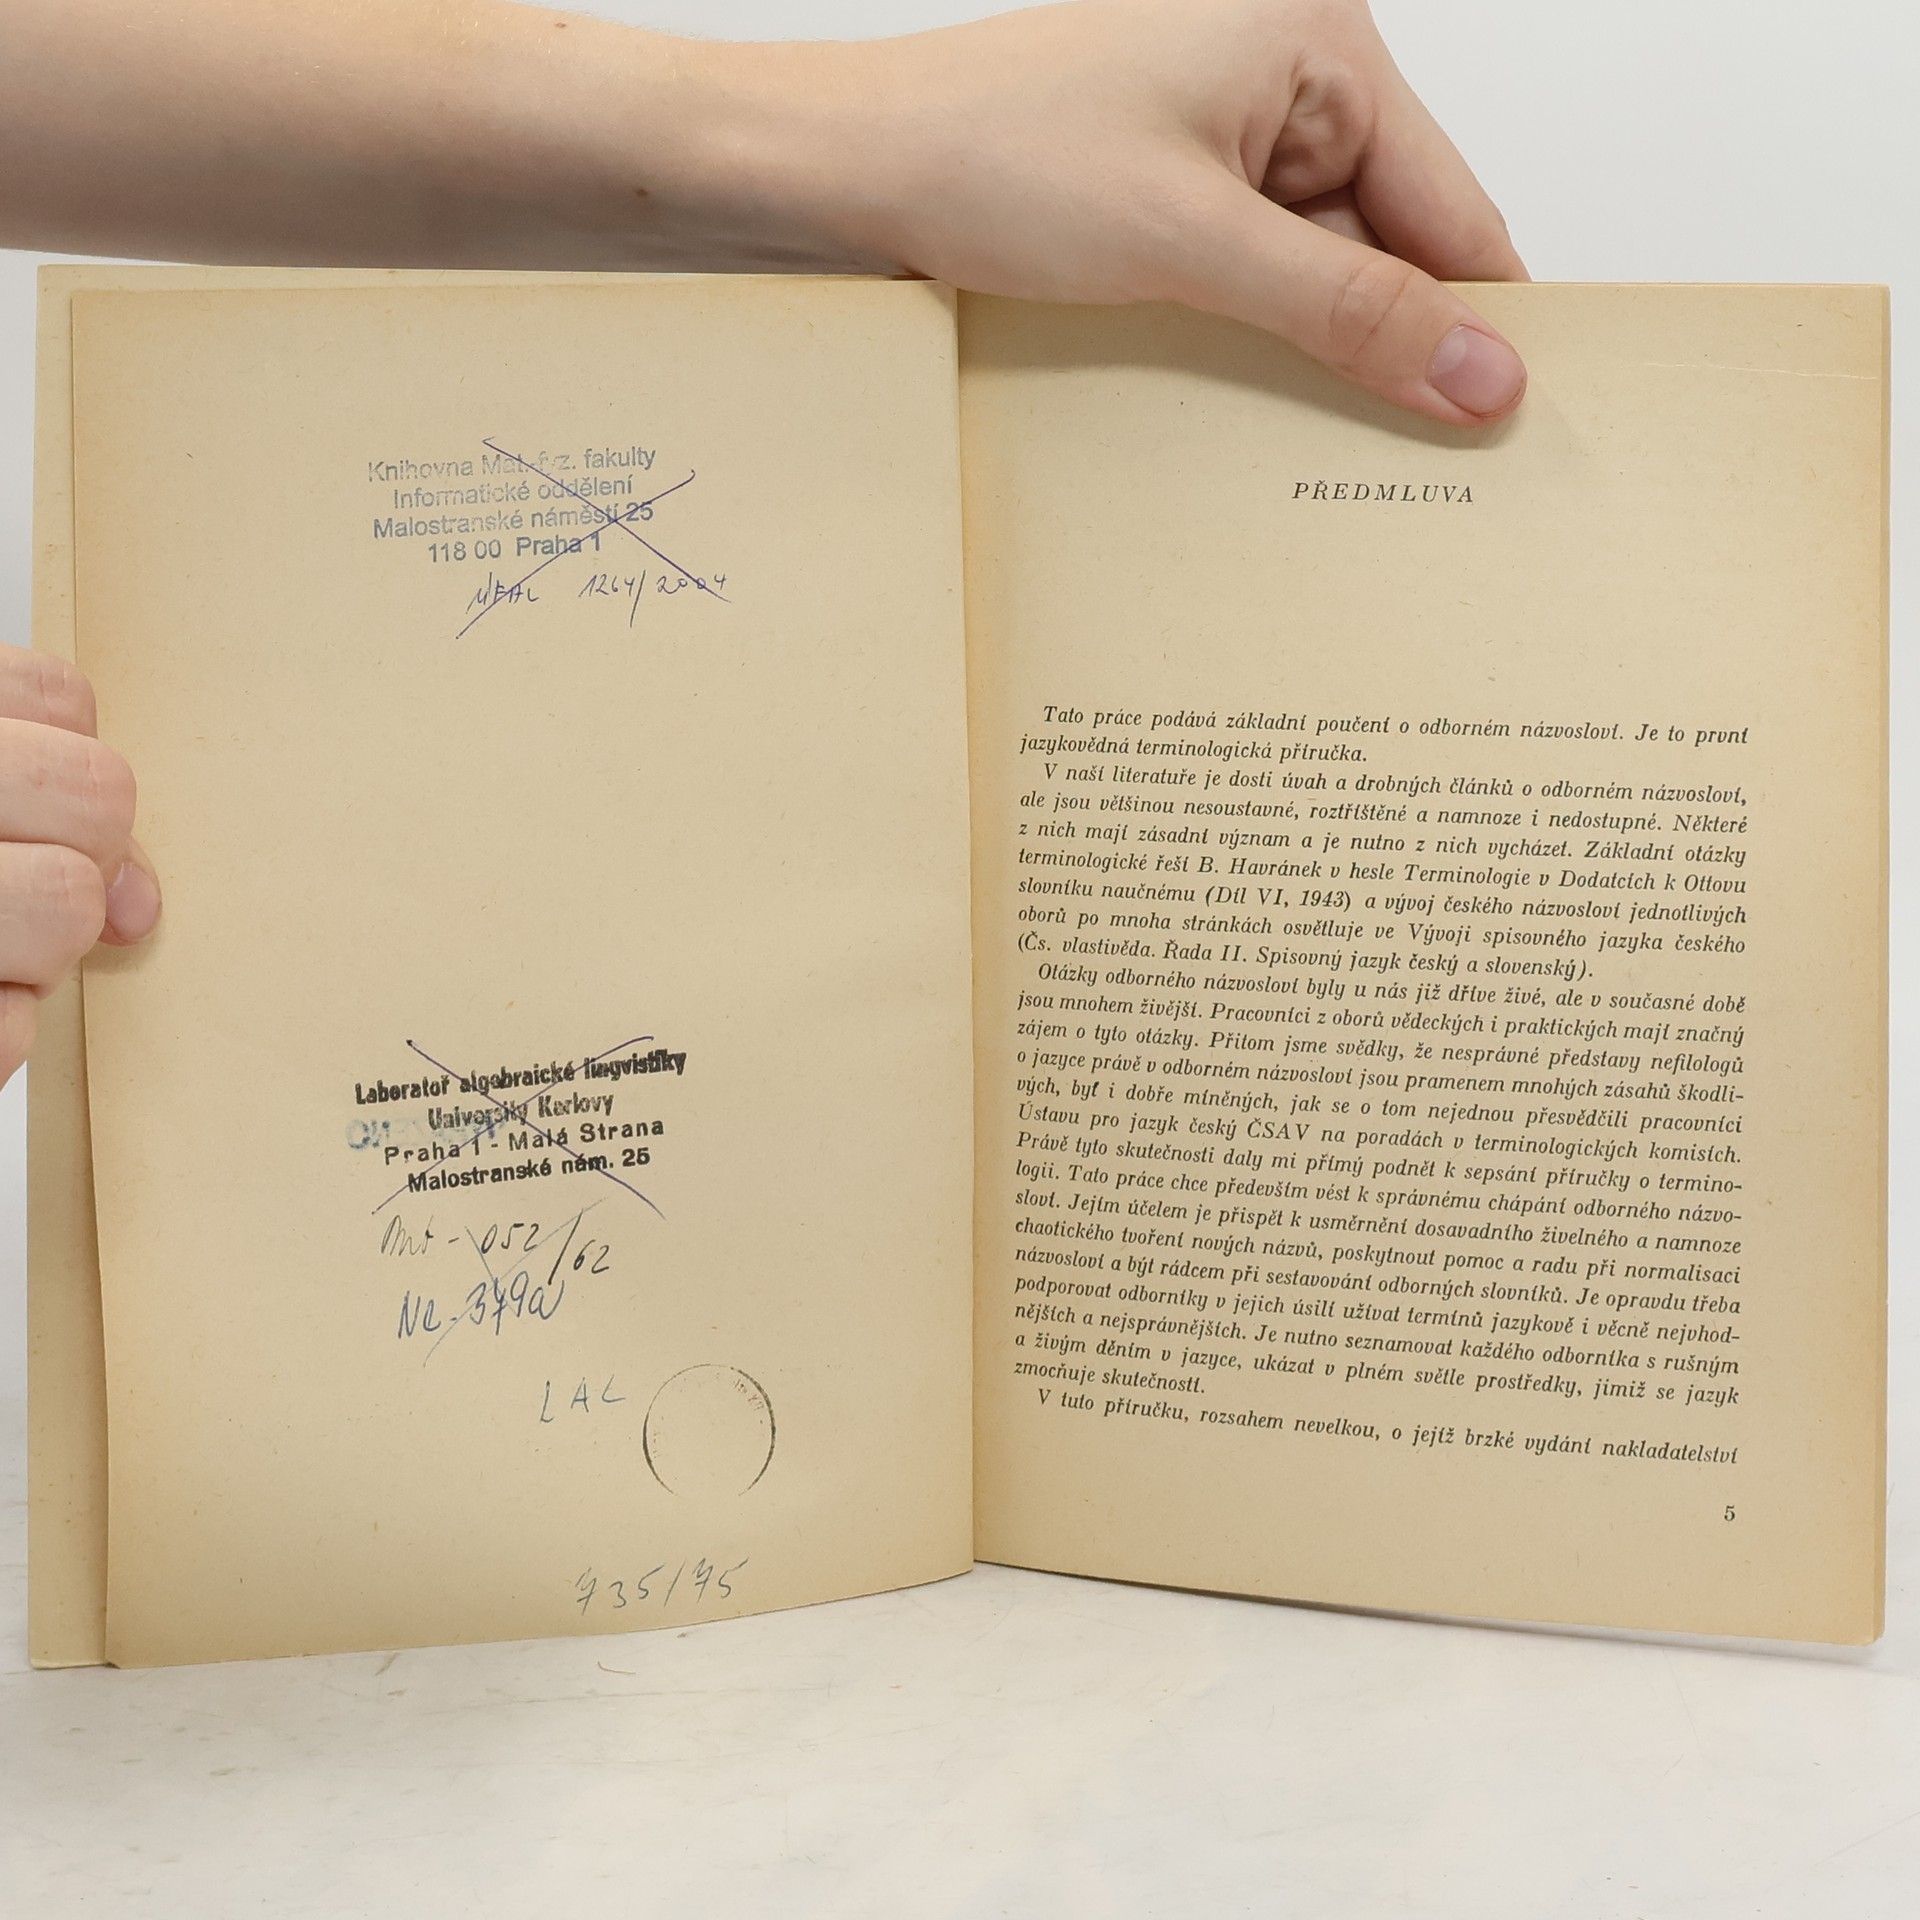 Knihovna Mat.-fyz. fakulty
Informatické oddělení
Malostranské náměstí 25
118 00 Praha 1
ÚFAL 1264/2004
Laboratoř algebraické lingvistiky
University Karlovy
Praha 1 - Malá Strana
Malostranské nám. 25
052/62
379a
LAL
735/75
PŘEDMLUVA
Tato práce podává základní poučení o odborném názvosloví. Je to první
jazykovědná terminologická příručka.
V naší literatuře je dosti úvah a drobných článků o odborném názvosloví,
ale jsou většinou nesoustavné, roztříštěné a namnoze i nedostupné. Některé
z nich mají zásadní význam a je nutno z nich vycházet. Základní otázky
terminologické řeší B. Havránek v hesle Terminologie v Dodatcích k Ottovu
slovníku naučnému (Díl VI, 1943) a vývoj českého názvosloví jednotlivých
oborů po mnoha stránkách osvětluje ve Vývoji spisovného jazyka českého
(Čs. vlastivěda. Řada II. Spisovný jazyk český a slovenský).
Otázky odborného názvosloví byly u nás již dříve živé, ale v současné době
jsou mnohem živější. Pracovníci z oborů vědeckých i praktických mají značný
zájem o tyto otázky. Přitom jsme svědky, že nesprávné představy nefilologů
o jazyce právě v odborném názvosloví jsou pramenem mnohých zásahů škodli-
vých, byť i dobře míněných, jak se o tom nejednou přesvědčili pracovníci
Ústavu pro jazyk český ČSAV na poradách v terminologických komisích.
Právě tyto skutečnosti daly mi přímý podnět k sepsání příručky o termino-
logii. Tato práce chce především vést k správnému chápání odborného názvo-
sloví. Jejím účelem je přispět k usměrnění dosavadního živelného a namnoze
chaotického tvoření nových názvů, poskytnout pomoc a radu při normalisaci
názvosloví a být rádcem při sestavování odborných slovníků. Je opravdu třeba
podporovat odborníky v jejich úsilí užívat termínů jazykově i věcně nejvhod-
nějších a nejsprávnějších. Je nutno seznamovat každého odborníka s rušným
a živým děním v jazyce, ukázat v plném světle prostředky, jimiž se jazyk
zmocňuje skutečnosti.
V tuto příručku, rozsahem nevelkou, o jejíž brzké vydání nakladatelství
5